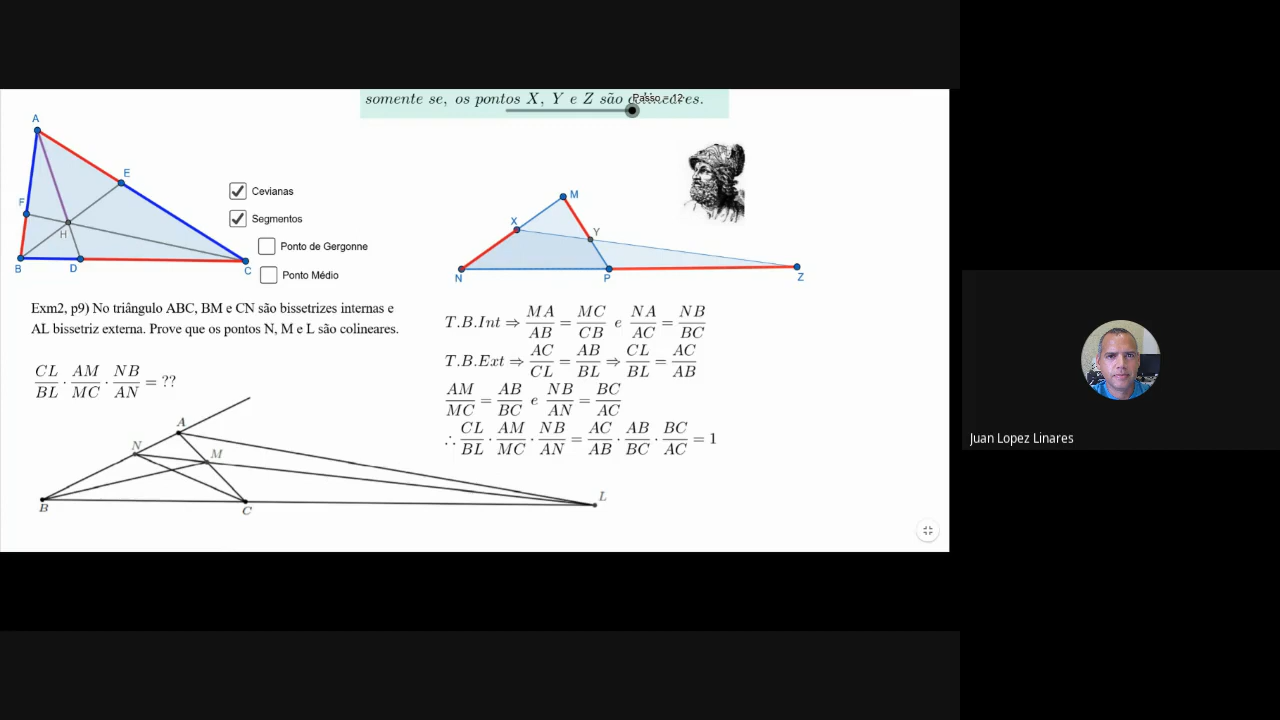 somente se, os pontos X, Y e Z são colineares.
Passo = 12
A
E
F
H
B
D
C
Cevianas
Segmentos
Ponto de Gergonne
Ponto Médio
M
X
Y
N
P
Z
Exm2, p9) No triângulo ABC, BM e CN são bissetrizes internas e
AL bissetriz externa. Prove que os pontos N, M e L são colineares.
CL/BL · AM/MC · NB/AN = ??
T.B.Int ⇒ MA/AB = MC/CB e NA/AC = NB/BC
T.B.Ext ⇒ AC/CL = AB/BL ⇒ CL/BL = AC/AB
AM/MC = AB/BC e NB/AN = BC/AC
∴ CL/BL · AM/MC · NB/AN = AC/AB · AB/BC · BC/AC = 1
A
N
M
B
C
L
Juan Lopez Linares